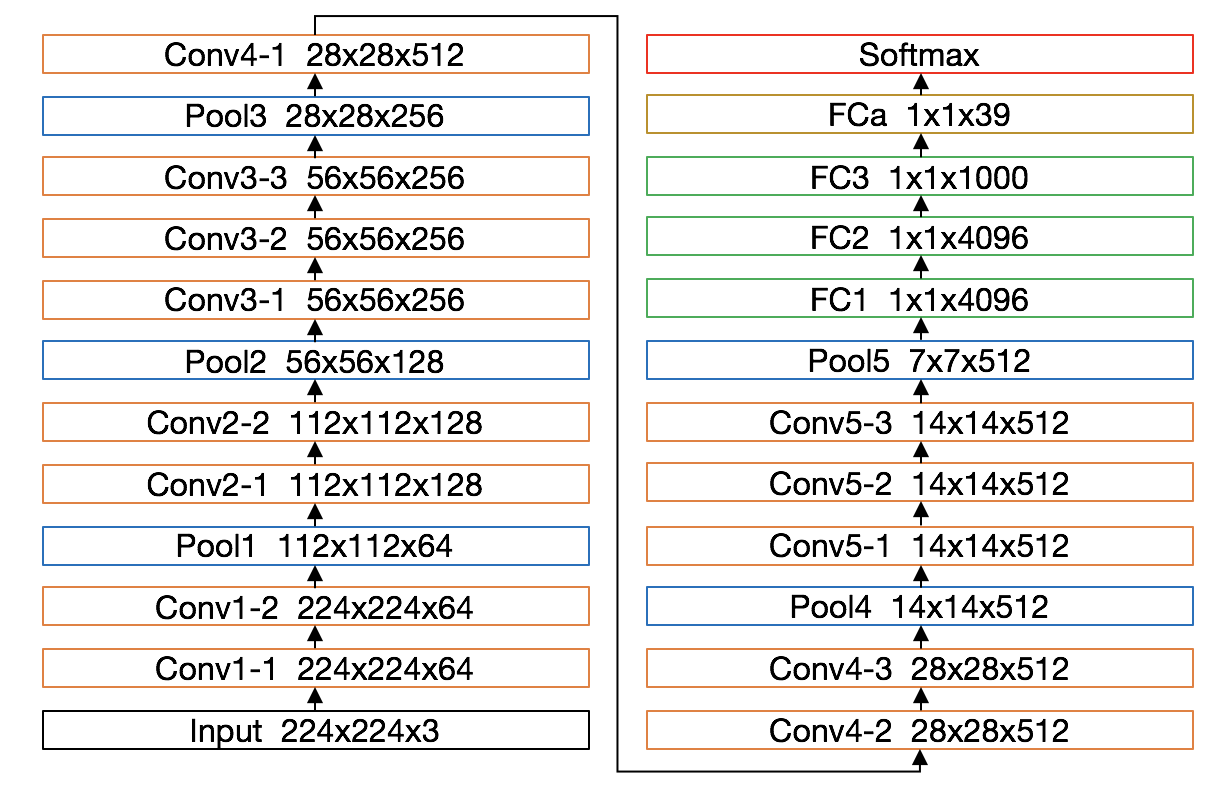 Conv4-1 28x28x512
Pool3 28x28x256
Conv3-3 56x56x256
Conv3-2 56x56x256
Conv3-1 56x56x256
Pool2 56x56x128
Conv2-2 112x112x128
Conv2-1 112x112x128
Pool1 112x112x64
Conv1-2 224x224x64
Conv1-1 224x224x64
Input 224x224x3
Softmax
FCa 1x1x39
FC3 1x1x1000
FC2 1x1x4096
FC1 1x1x4096
Pool5 7x7x512
Conv5-3 14x14x512
Conv5-2 14x14x512
Conv5-1 14x14x512
Pool4 14x14x512
Conv4-3 28x28x512
Conv4-2 28x28x512